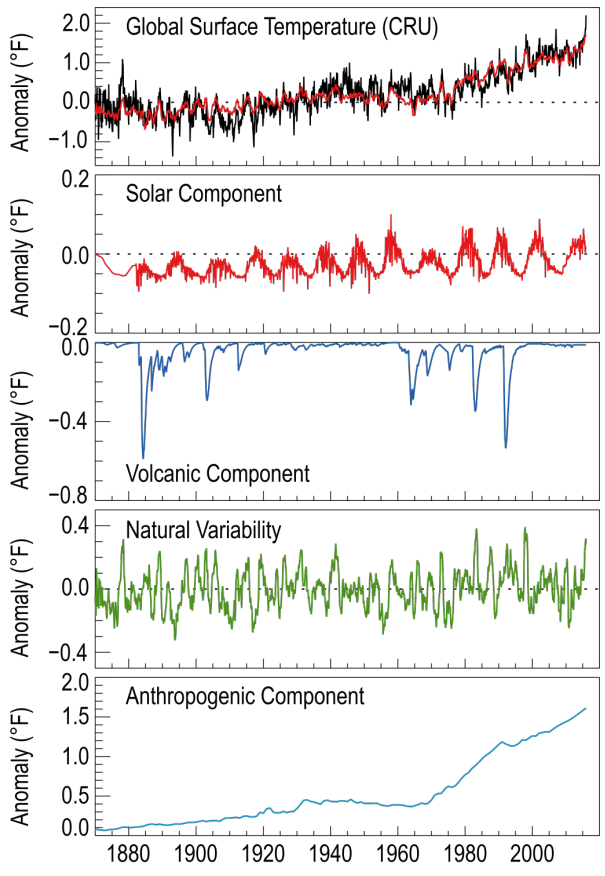 Global Surface Temperature (CRU)
2.0
1.0
0.0
−1.0
Anomaly (°F)
Solar Component
0.2
0.0
−0.2
Anomaly (°F)
0.0
−0.4
−0.8
Anomaly (°F)
Volcanic Component
Natural Variability
0.4
0.0
−0.4
Anomaly (°F)
Anthropogenic Component
2.0
1.5
1.0
0.5
0.0
Anomaly (°F)
1880 1900 1920 1940 1960 1980 2000